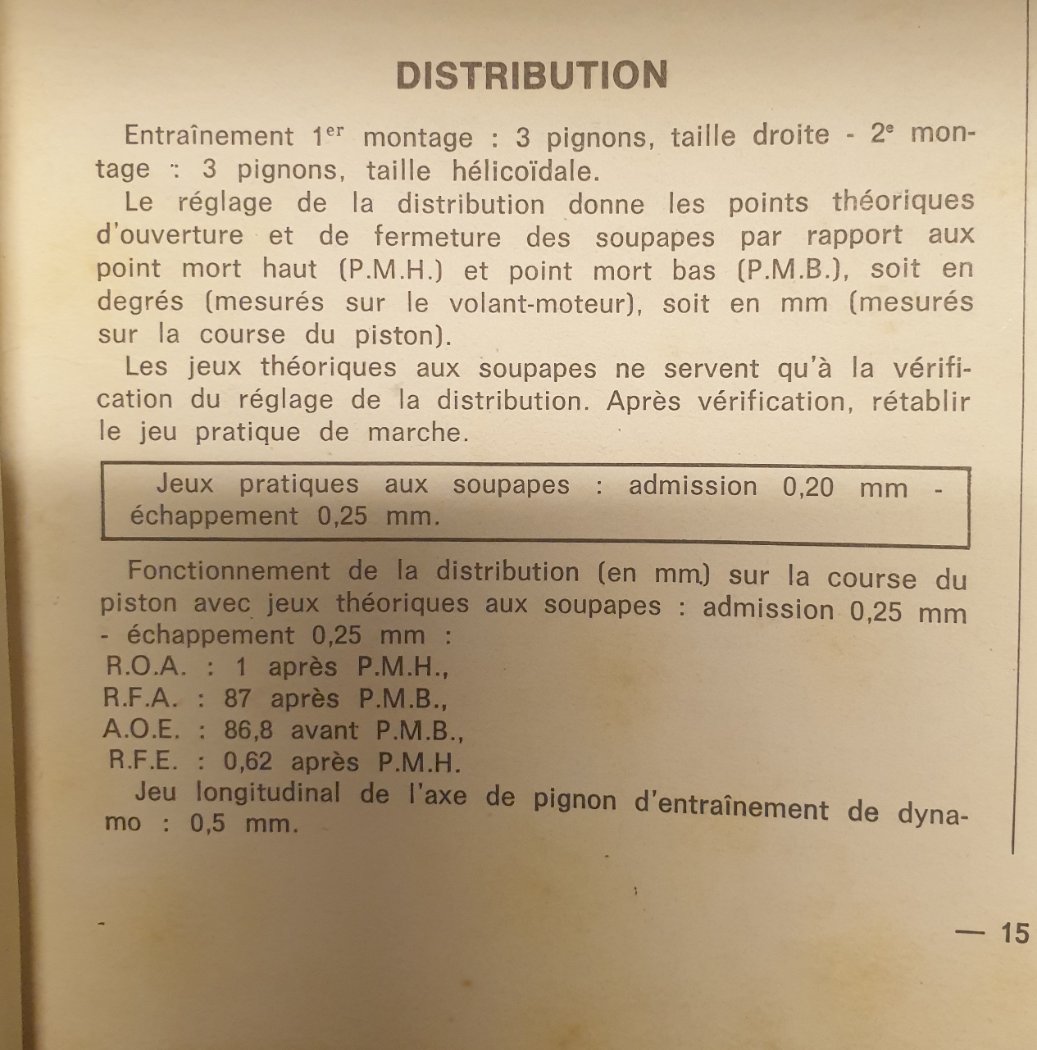 DISTRIBUTION
Entraînement 1er montage : 3 pignons, taille droite - 2e mon-
tage : 3 pignons, taille hélicoïdale.
Le réglage de la distribution donne les points théoriques
d'ouverture et de fermeture des soupapes par rapport aux
point mort haut (P.M.H.) et point mort bas (P.M.B.), soit en
degrés (mesurés sur le volant-moteur), soit en mm (mesurés
sur la course du piston).
Les jeux théoriques aux soupapes ne servent qu'à la vérifi-
cation du réglage de la distribution. Après vérification, rétablir
le jeu pratique de marche.
Jeux pratiques aux soupapes : admission 0,20 mm -
échappement 0,25 mm.
Fonctionnement de la distribution (en mm) sur la course du
piston avec jeux théoriques aux soupapes : admission 0,25 mm
- échappement 0,25 mm :
R.O.A. : 1 après P.M.H.,
R.F.A. : 87 après P.M.B.,
A.O.E. : 86,8 avant P.M.B.,
R.F.E. : 0,62 après P.M.H.
Jeu longitudinal de l'axe de pignon d'entraînement de dyna-
mo : 0,5 mm.
— 15